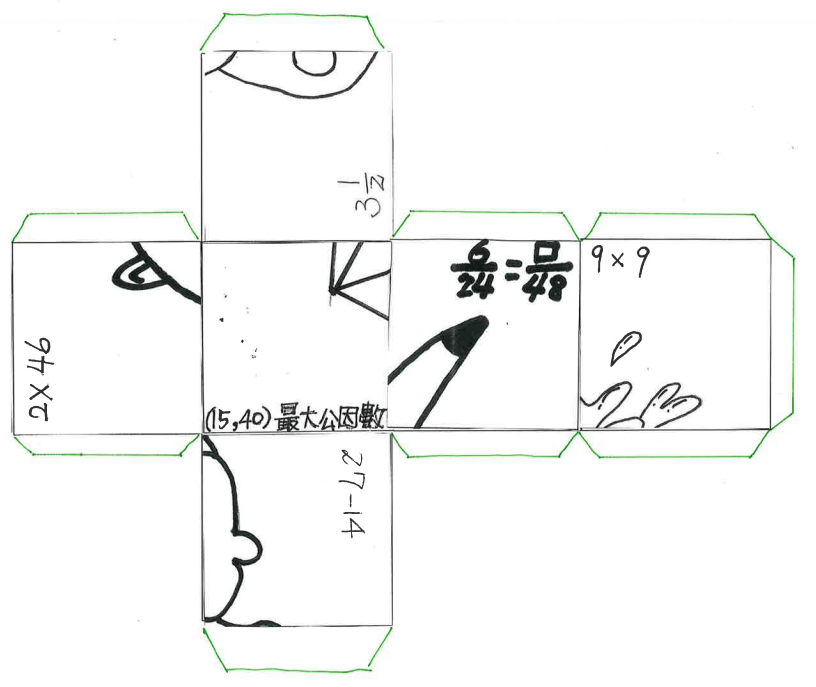 3 1/2
6/24 = □/48
9 × 9
2 × 46
(15,40) 最大公因數
27-14